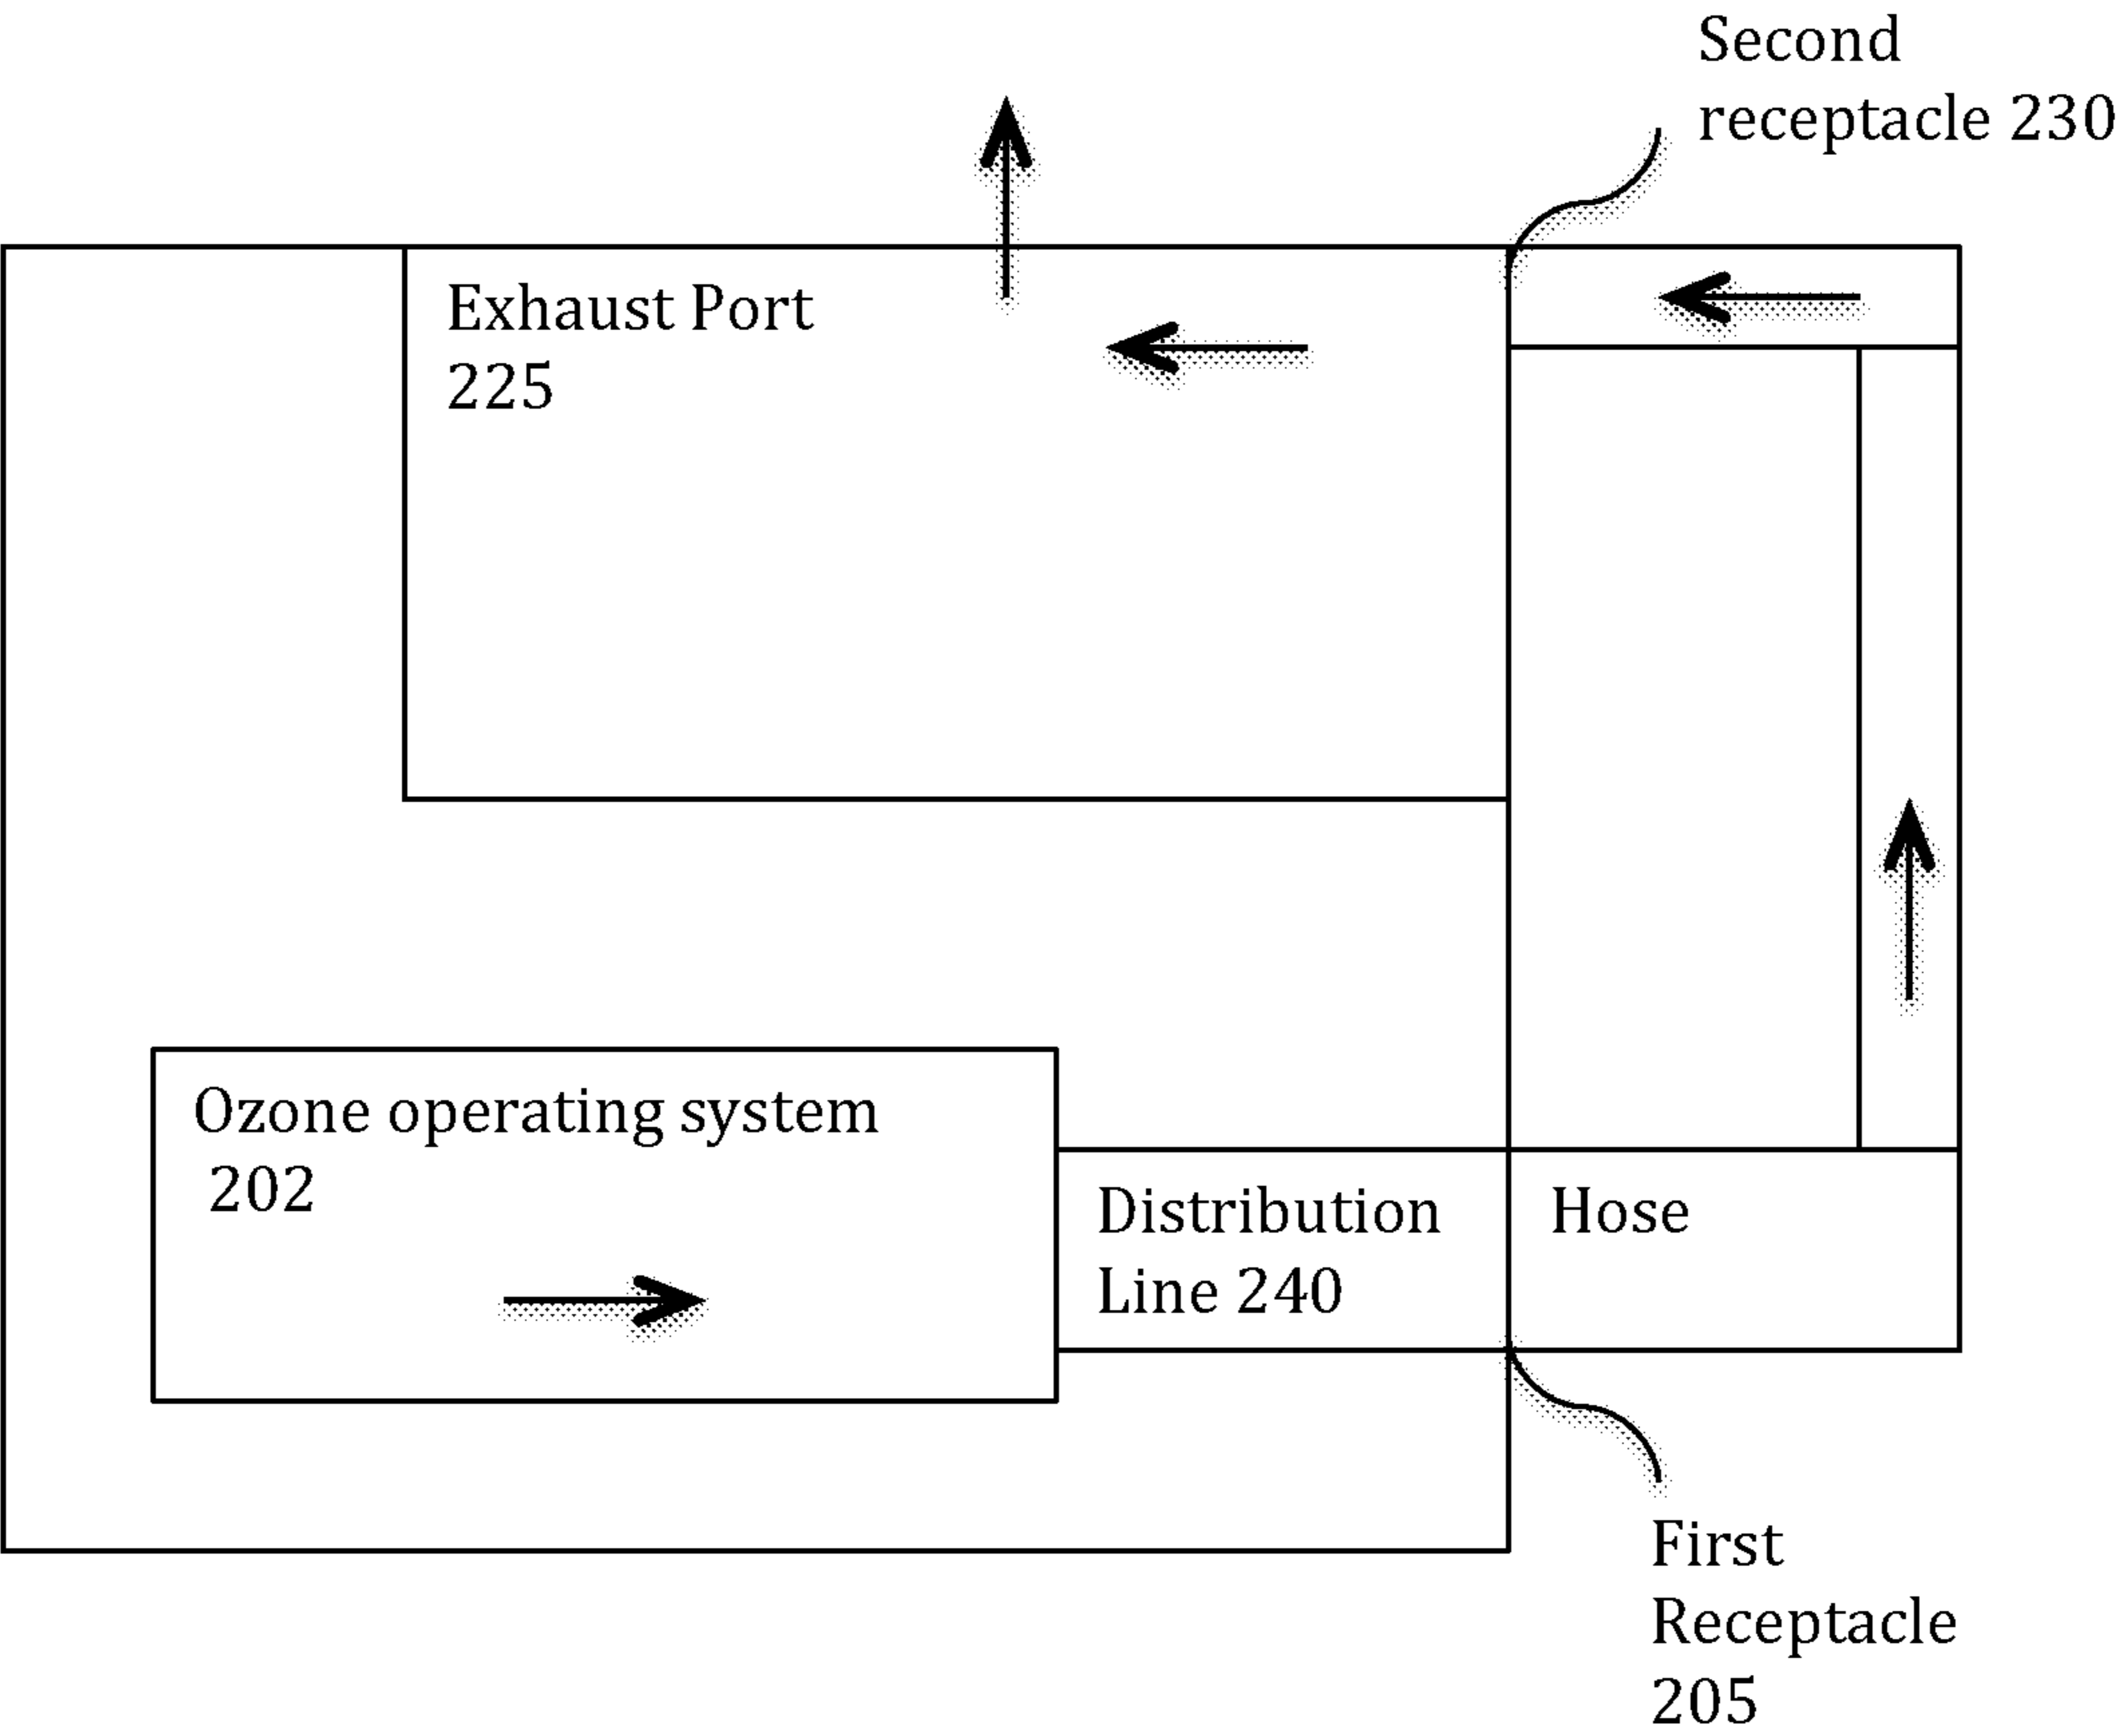 Second
receptacle 230
Exhaust Port
225
Ozone operating system
202
Distribution
Line 240
Hose
First
Receptacle
205